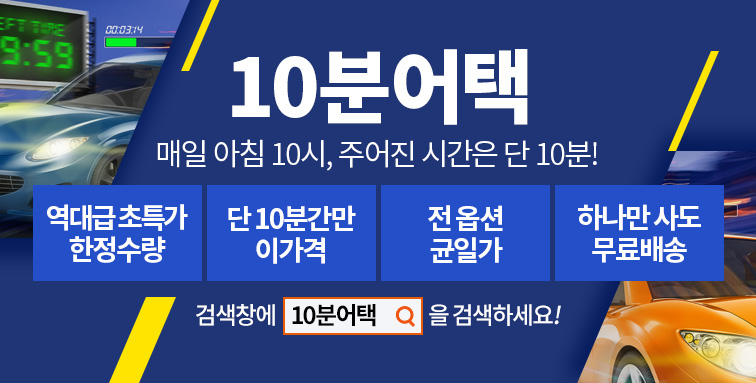 LEFT TIME
9:59
00:03:14
10분어택
매일 아침 10시, 주어진 시간은 단 10분!
역대급 초특가
한정수량
단 10분간만
이가격
전 옵션
균일가
하나만 사도
무료배송
검색창에 10분어택 을 검색하세요!